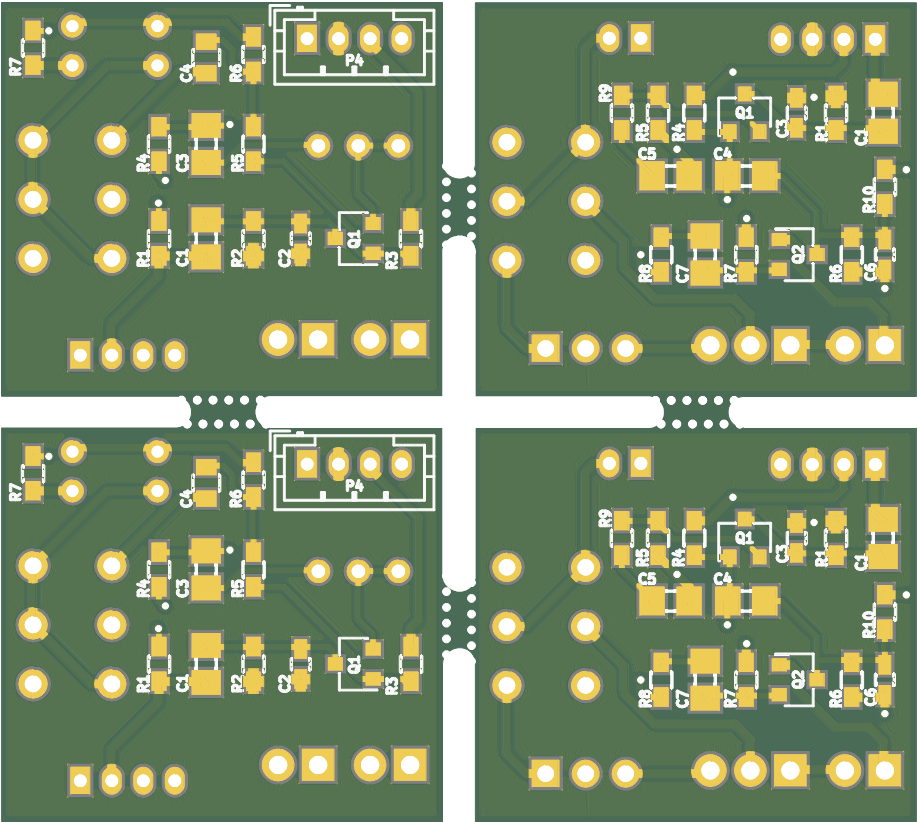 R7 C4 R6 P4
R4 C3 R5
R1 C1 R2 C2 Q1 R3
R9 R5 R4 Q1 C3 R1 C1
C5 C4
R10
R8 C7 R7 Q2 R6 C6
R7 C4 R6 P4
R4 C3 R5
R1 C1 R2 C2 Q1 R3
R9 R5 R4 Q1 C3 R1 C1
C5 C4
R10
R8 C7 R7 Q2 R6 C6